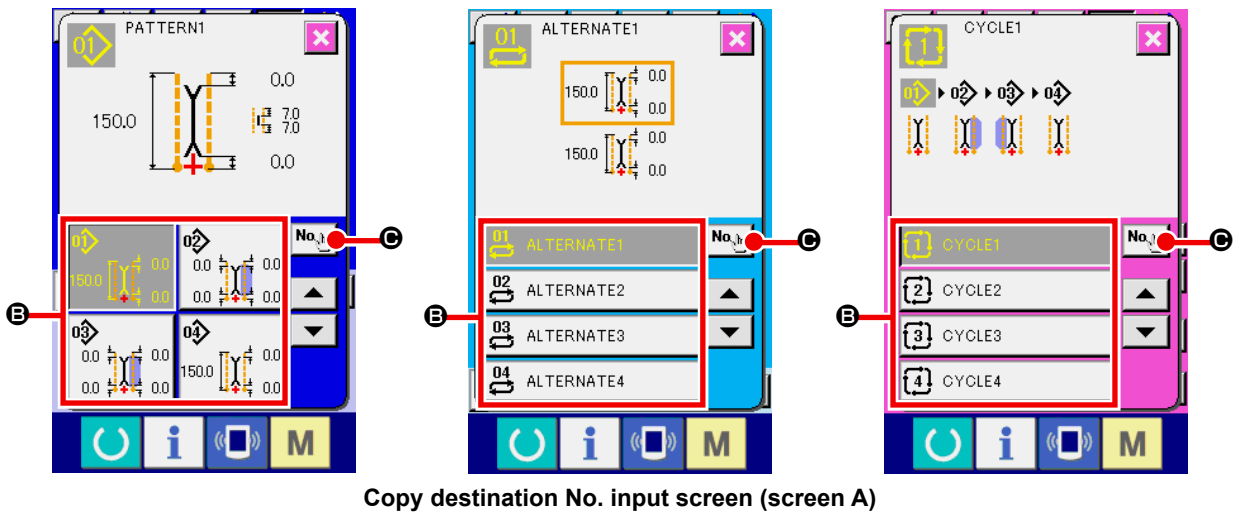 01
PATTERN1
150.0
0.0
7.0
7.0
0.0
01
150.0
0.0
0.0
02
0.0
0.0
0.0
0.0
03
0.0
0.0
0.0
0.0
04
150.0
0.0
0.0
No.
B
C
i
M
01
ALTERNATE1
150.0
0.0
0.0
150.0
0.0
0.0
01
ALTERNATE1
02
ALTERNATE2
03
ALTERNATE3
04
ALTERNATE4
No.
B
C
i
M
1
CYCLE1
01 02 03 04
1
CYCLE1
2
CYCLE2
3
CYCLE3
4
CYCLE4
No.
B
C
i
M
Copy destination No. input screen (screen A)